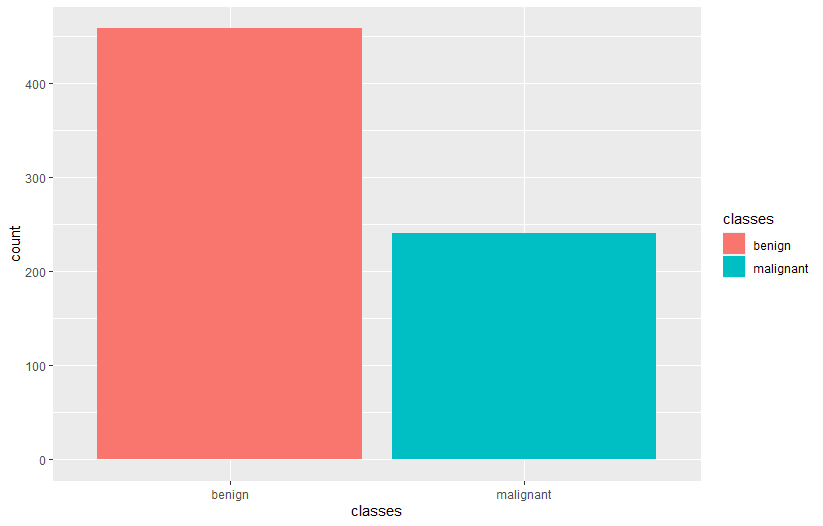 count
400
300
200
100
0
benign
malignant
classes
classes
benign
malignant